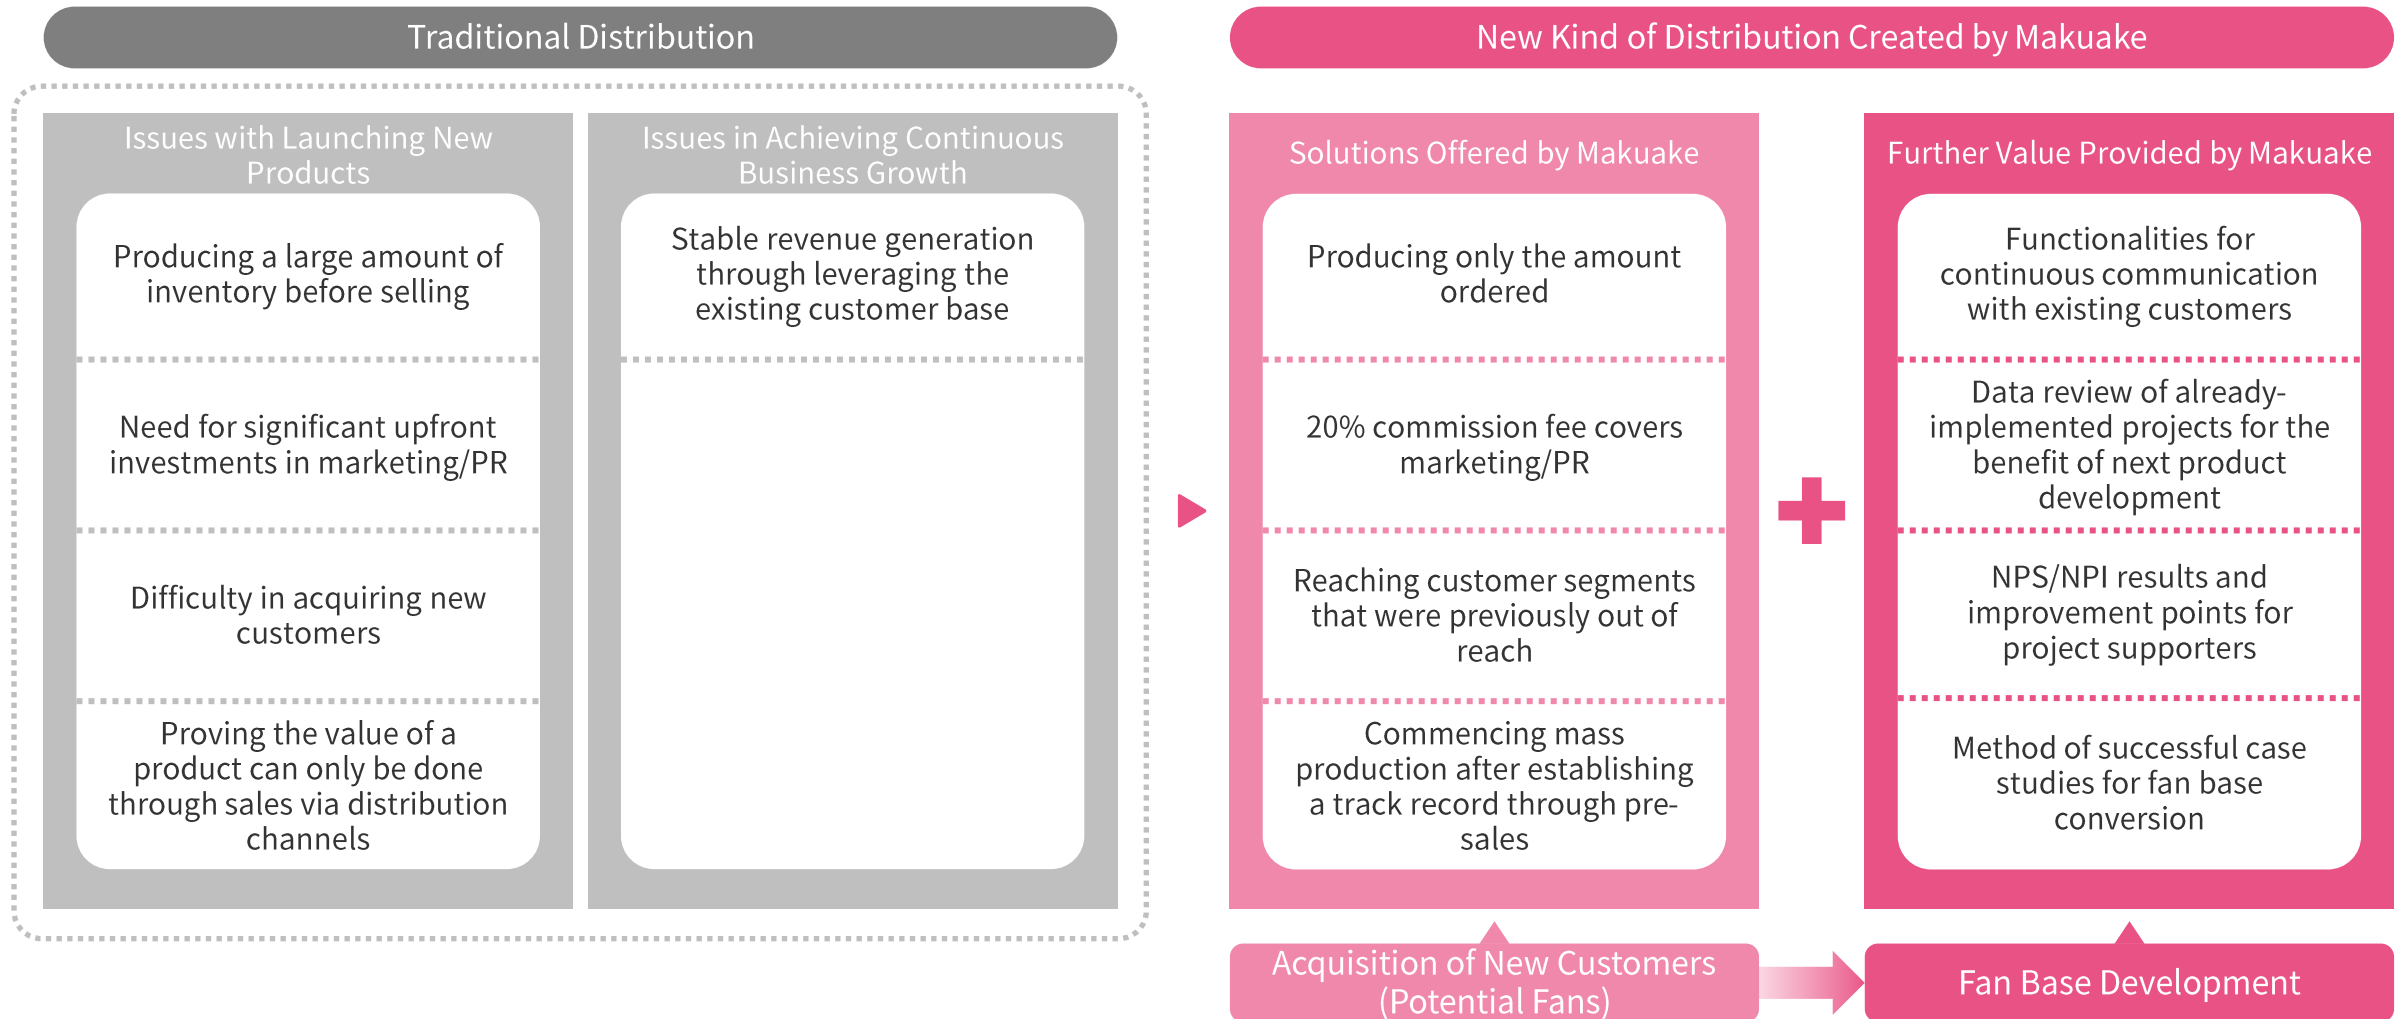 Traditional Distribution
New Kind of Distribution Created by Makuake
Issues with Launching New
Products
Producing a large amount of
inventory before selling
Need for significant upfront
investments in marketing/PR
Difficulty in acquiring new
customers
Proving the value of a
product can only be done
through sales via distribution
channels
Issues in Achieving Continuous
Business Growth
Stable revenue generation
through leveraging the
existing customer base
Solutions Offered by Makuake
Producing only the amount
ordered
20% commission fee covers
marketing/PR
Reaching customer segments
that were previously out of
reach
Commencing mass
production after establishing
a track record through pre-
sales
Further Value Provided by Makuake
Functionalities for
continuous communication
with existing customers
Data review of already-
implemented projects for the
benefit of next product
development
NPS/NPI results and
improvement points for
project supporters
Method of successful case
studies for fan base
conversion
Acquisition of New Customers
(Potential Fans)
Fan Base Development